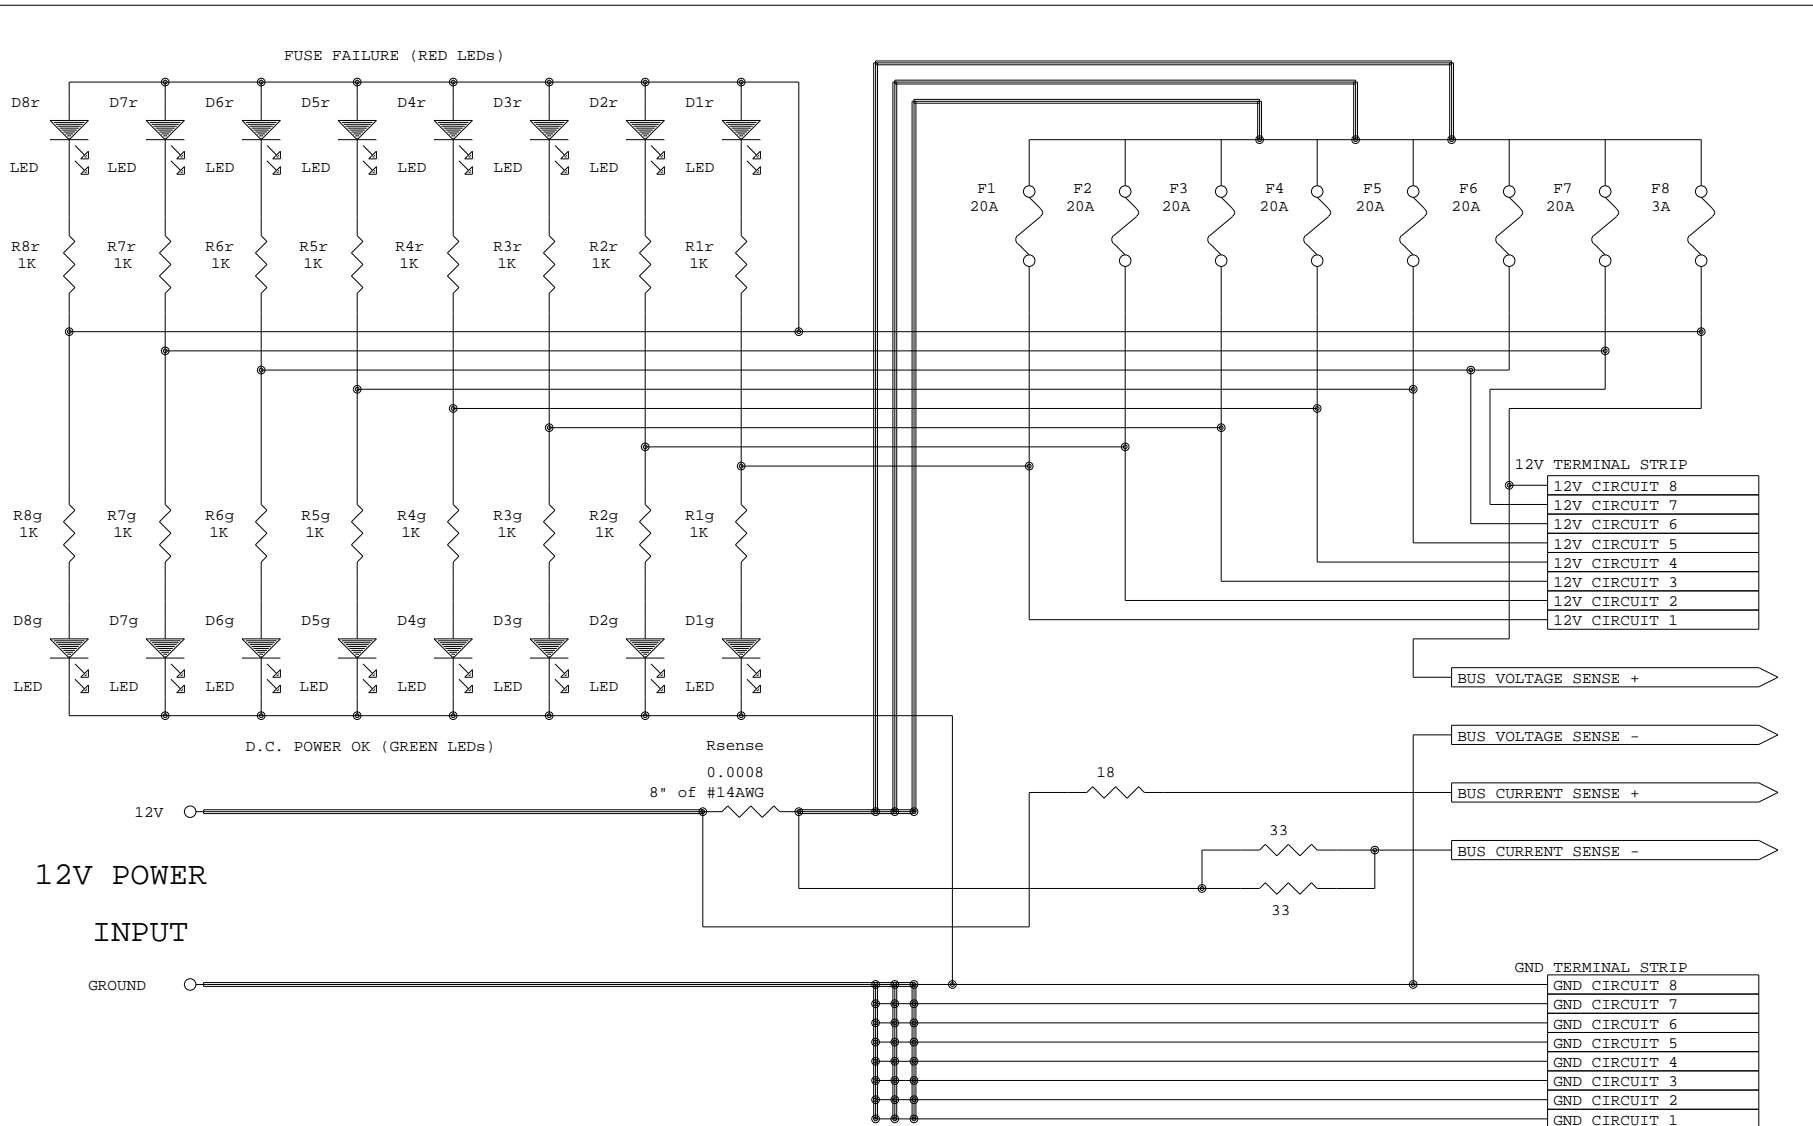 FUSE FAILURE (RED LEDs)
D8r D7r D6r D5r D4r D3r D2r D1r
LED LED LED LED LED LED LED LED
F1 F2 F3 F4 F5 F6 F7 F8
20A 20A 20A 20A 20A 20A 20A 3A
R8r R7r R6r R5r R4r R3r R2r R1r
1K 1K 1K 1K 1K 1K 1K 1K
12V TERMINAL STRIP
12V CIRCUIT 8
12V CIRCUIT 7
12V CIRCUIT 6
12V CIRCUIT 5
12V CIRCUIT 4
12V CIRCUIT 3
12V CIRCUIT 2
12V CIRCUIT 1
R8g R7g R6g R5g R4g R3g R2g R1g
1K 1K 1K 1K 1K 1K 1K 1K
D8g D7g D6g D5g D4g D3g D2g D1g
LED LED LED LED LED LED LED LED
BUS VOLTAGE SENSE +
BUS VOLTAGE SENSE -
BUS CURRENT SENSE +
BUS CURRENT SENSE -
D.C. POWER OK (GREEN LEDs)
Rsense
0.0008
8" of #14AWG
18
33
33
12V
12V POWER
INPUT
GROUND
GND TERMINAL STRIP
GND CIRCUIT 8
GND CIRCUIT 7
GND CIRCUIT 6
GND CIRCUIT 5
GND CIRCUIT 4
GND CIRCUIT 3
GND CIRCUIT 2
GND CIRCUIT 1